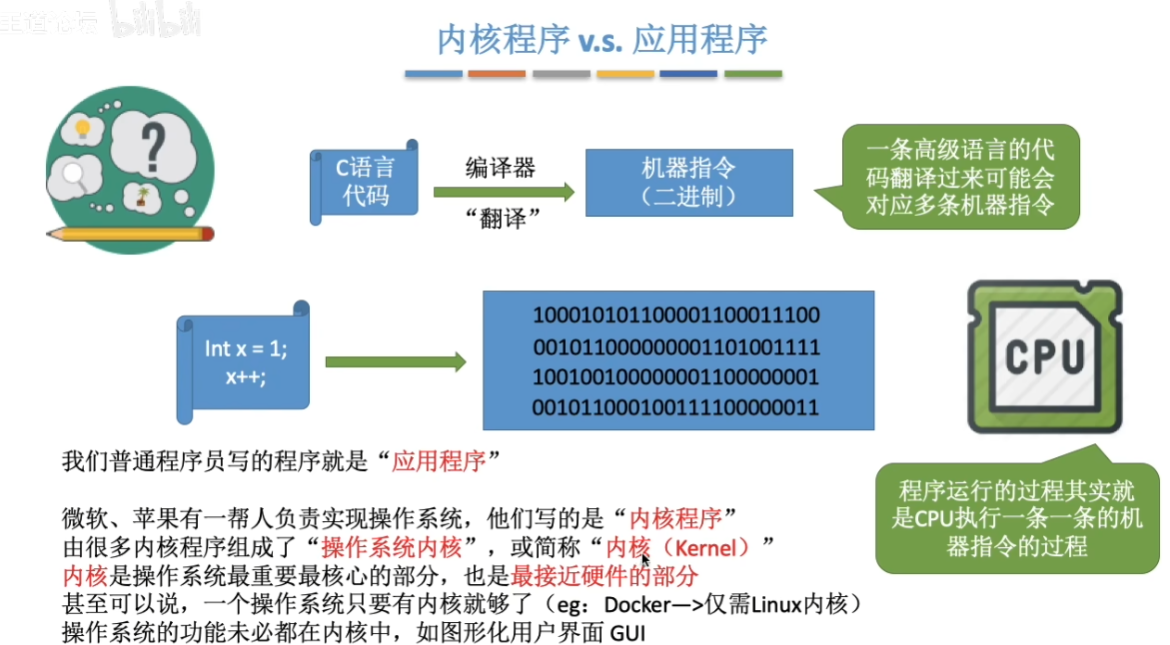 王道论坛 bilibili
内核程序 v.s. 应用程序
C语言
代码
编译器
“翻译”
机器指令
（二进制）
一条高级语言的代
码翻译过来可能会
对应多条机器指令
?
Int x = 1;
x++;
100010101100001100011100
001011000000001101001111
100100100000001100000001
001011000100111100000011
CPU
程序运行的过程其实就
是CPU执行一条一条的机
器指令的过程
我们普通程序员写的程序就是“应用程序”
微软、苹果有一帮人负责实现操作系统，他们写的是“内核程序”
由很多内核程序组成了“操作系统内核”，或简称“内核（Kernel）”
内核是操作系统最重要最核心的部分，也是最接近硬件的部分
甚至可以说，一个操作系统只要有内核就够了（eg：Docker—>仅需Linux内核）
操作系统的功能未必都在内核中，如图形化用户界面 GUI